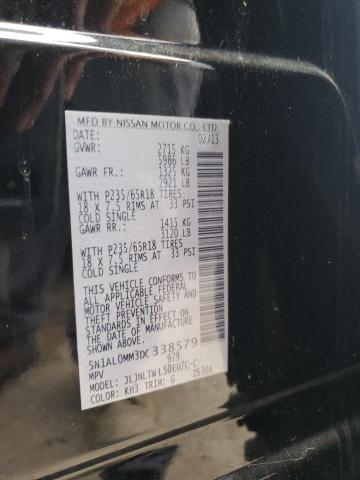 MFD BY NISSAN MOTOR CO., LTD.
DATE: 02/13
GVWR: 2715 KG
5986 LB
GAWR FR.: 1325 KG
2921 LB
WITH P235/65R18 TIRES
18 X 7.5 RIMS AT 33 PSI
COLD SINGLE
GAWR RR.: 1415 KG
3120 LB
WITH P235/65R18 TIRES
18 X 7.5 RIMS AT 33 PSI
COLD SINGLE
THIS VEHICLE CONFORMS TO
ALL APPLICABLE FEDERAL
MOTOR VEHICLE SAFETY AND
THEFT PREVENTION
STANDARDS IN EFFECT ON
THE DATE OF MANUFACTURE
SHOWN ABOVE.
5N1AL0MM3DC338579
MPV 979
MODEL: JLJNLTWL50EU7C-C
COLOR: KH3 TRIM: G Z530A